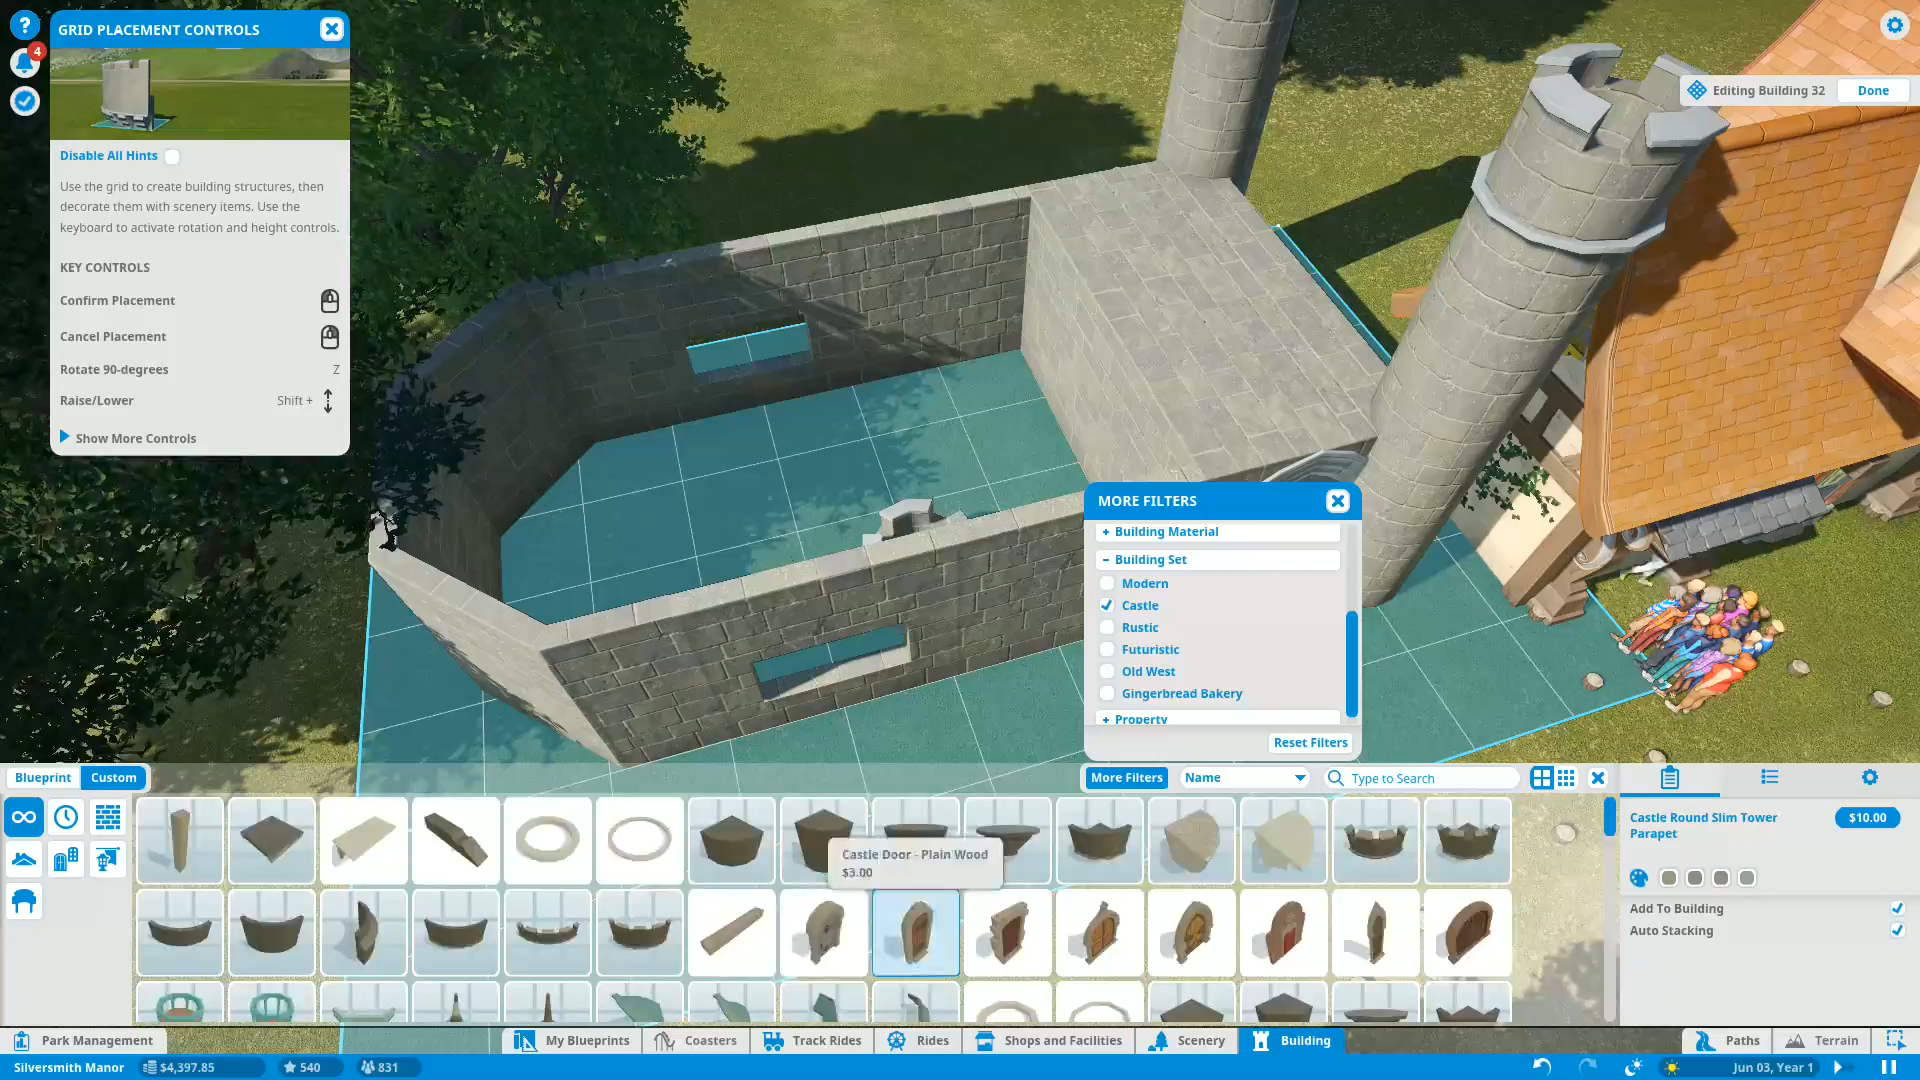 ?
GRID PLACEMENT CONTROLS
4
Disable All Hints
Use the grid to create building structures, then
decorate them with scenery items. Use the
keyboard to activate rotation and height controls.
KEY CONTROLS
Confirm Placement
Cancel Placement
Rotate 90-degrees Z
Raise/Lower Shift +
Show More Controls
Editing Building 32 Done
MORE FILTERS
+ Building Material
- Building Set
Modern
Castle
Rustic
Futuristic
Old West
Gingerbread Bakery
+ Property
Reset Filters
Blueprint Custom
More Filters Name Type to Search
Castle Door - Plain Wood
$3.00
Castle Round Slim Tower
Parapet
$10.00
Add To Building
Auto Stacking
Park Management My Blueprints Coasters Track Rides Rides Shops and Facilities Scenery Building Paths Terrain
Silversmith Manor $4,397.85 540 831 Jun 03, Year 1